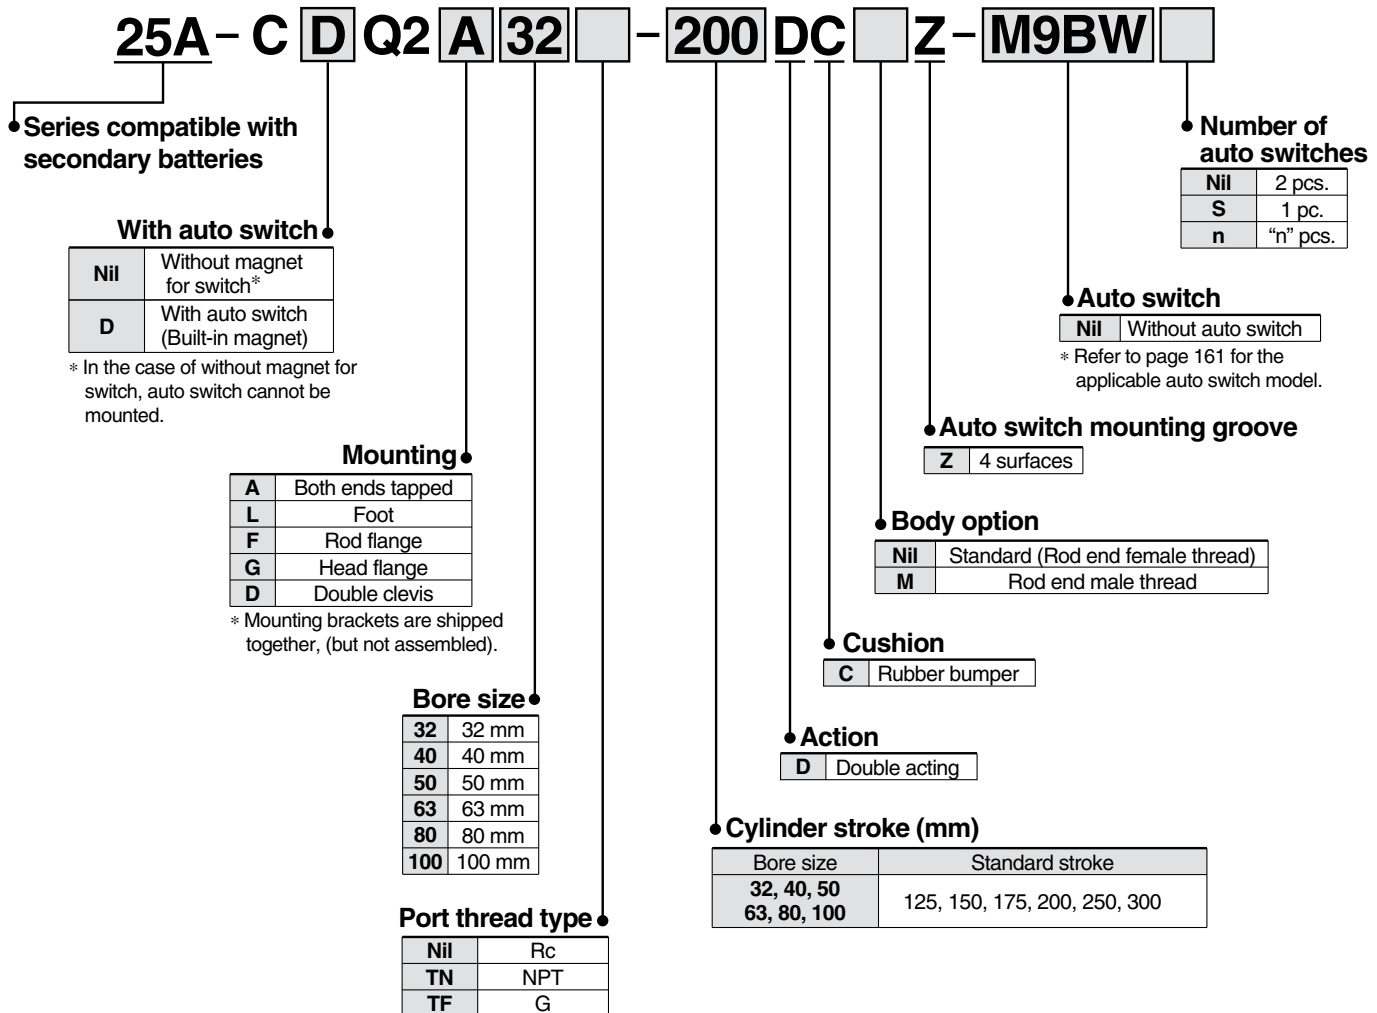 25A – C D Q2 A 32 – 200 D C Z – M9BW
Series compatible with
secondary batteries
Number of
auto switches
Nil 2 pcs.
S 1 pc.
n “n” pcs.
With auto switch
Nil Without magnet
for switch*
D With auto switch
(Built-in magnet)
* In the case of without magnet for
switch, auto switch cannot be
mounted.
Auto switch
Nil Without auto switch
* Refer to page 161 for the
applicable auto switch model.
Auto switch mounting groove
Z 4 surfaces
Mounting
A Both ends tapped
L Foot
F Rod flange
G Head flange
D Double clevis
* Mounting brackets are shipped
together, (but not assembled).
Body option
Nil Standard (Rod end female thread)
M Rod end male thread
Cushion
C Rubber bumper
Bore size
32 32 mm
40 40 mm
50 50 mm
63 63 mm
80 80 mm
100 100 mm
Action
D Double acting
Cylinder stroke (mm)
Bore size Standard stroke
32, 40, 50
63, 80, 100
125, 150, 175, 200, 250, 300
Port thread type
Nil Rc
TN NPT
TF G